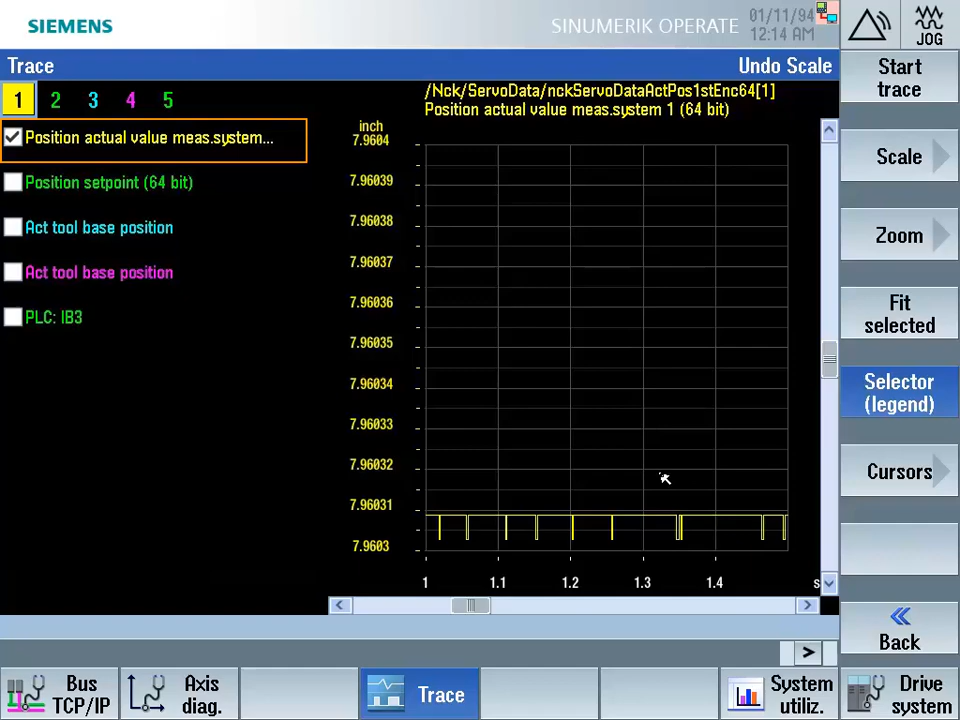 SIEMENS
SINUMERIK OPERATE
01/11/94
12:14 AM
JOG
Trace
Undo Scale
1 2 3 4 5
/Nck/ServoData/nckServoDataActPos1stEnc64[1]
Position actual value meas.system 1 (64 bit)
Position actual value meas.system...
Position setpoint (64 bit)
Act tool base position
Act tool base position
PLC: IB3
inch
7.9604
7.96039
7.96038
7.96037
7.96036
7.96035
7.96034
7.96033
7.96032
7.96031
7.9603
1 1.1 1.2 1.3 1.4 s
Start
trace
Scale
Zoom
Fit
selected
Selector
(legend)
Cursors
Back
>
Bus
TCP/IP
Axis
diag.
Trace
System
utiliz.
Drive
system